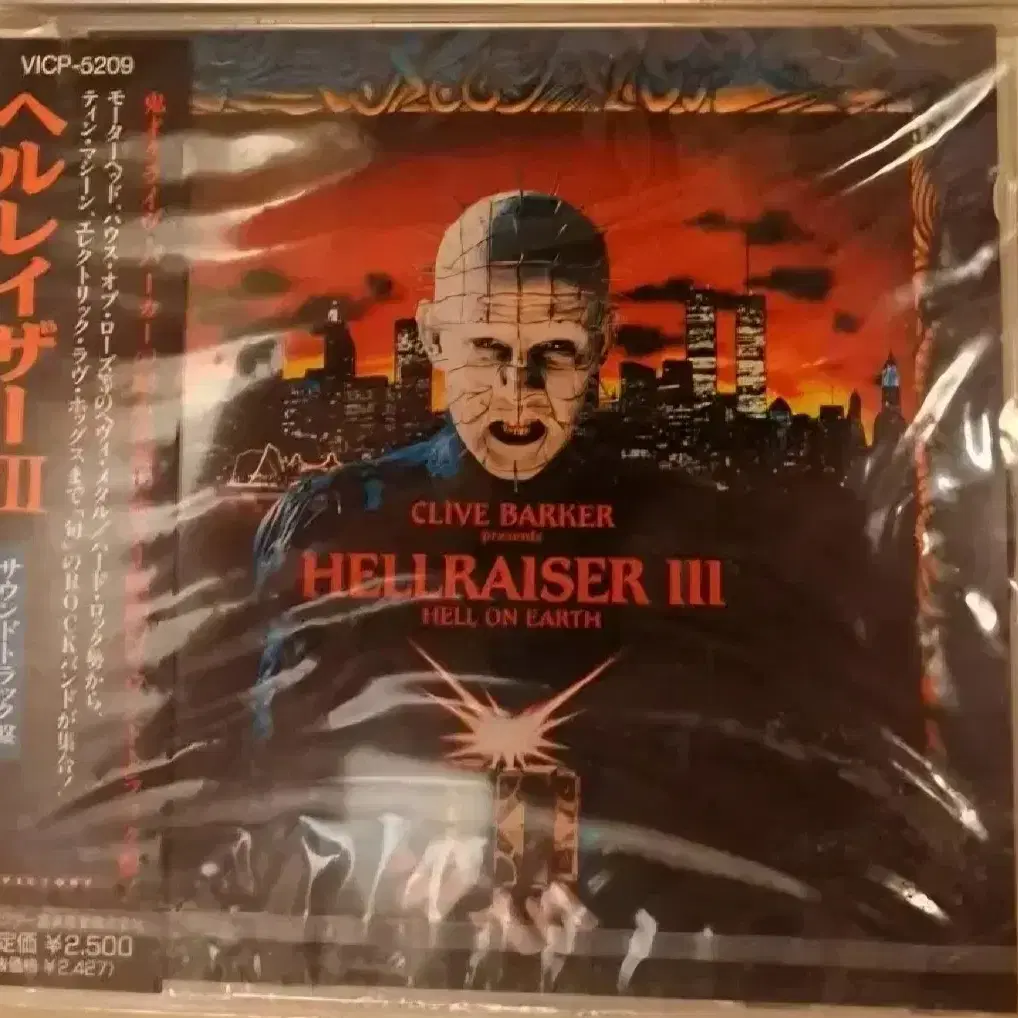 VICP-5209
ヘルレイザーIII
モーターヘッド、ハウス・オブ・ローズ等のヘヴィ・メタル/ハード・ロック勢から、
ティン・マシーン、エレクトリック・ラヴ・ホッグスまで「旬」のROCKバンドが集合!
サウンドトラック盤
VICTORY
定価 ¥2,500
¥2,427)
CLIVE BARKER
presents
HELLRAISER III
HELL ON EARTH